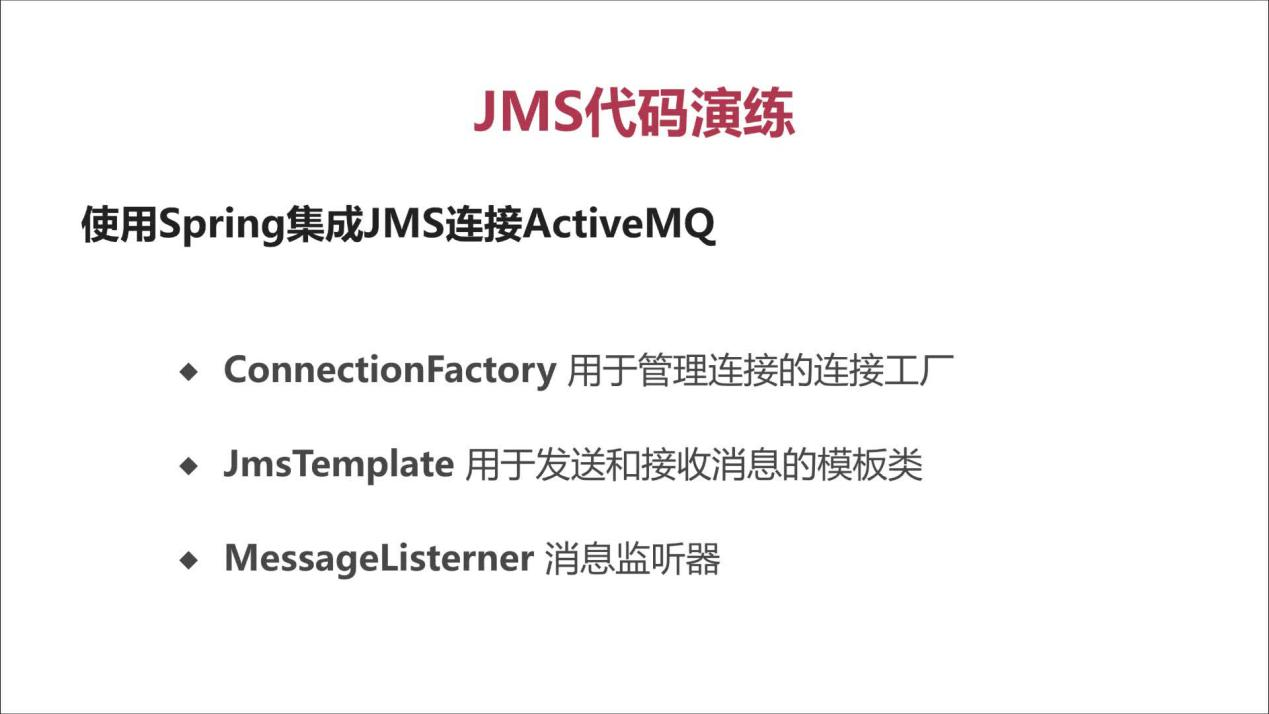 JMS代码演练
使用Spring集成JMS连接ActiveMQ
◆ ConnectionFactory 用于管理连接的连接工厂
◆ JmsTemplate 用于发送和接收消息的模板类
◆ MessageListerner 消息监听器